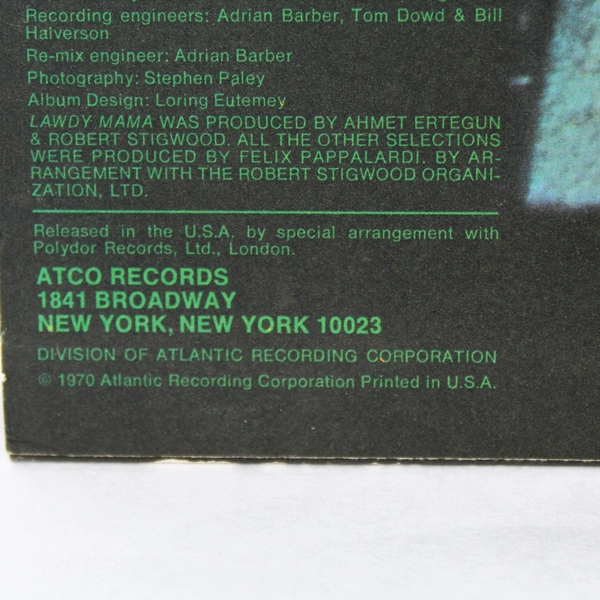 Recording engineers: Adrian Barber, Tom Dowd & Bill
Halverson
Re-mix engineer: Adrian Barber
Photography: Stephen Paley
Album Design: Loring Eutemey
LAWDY MAMA WAS PRODUCED BY AHMET ERTEGUN
& ROBERT STIGWOOD. ALL THE OTHER SELECTIONS
WERE PRODUCED BY FELIX PAPPALARDI. BY AR-
RANGEMENT WITH THE ROBERT STIGWOOD ORGANI-
ZATION, LTD.
Released in the U.S.A. by special arrangement with
Polydor Records, Ltd., London.
ATCO RECORDS
1841 BROADWAY
NEW YORK, NEW YORK 10023
DIVISION OF ATLANTIC RECORDING CORPORATION
© 1970 Atlantic Recording Corporation Printed in U.S.A.